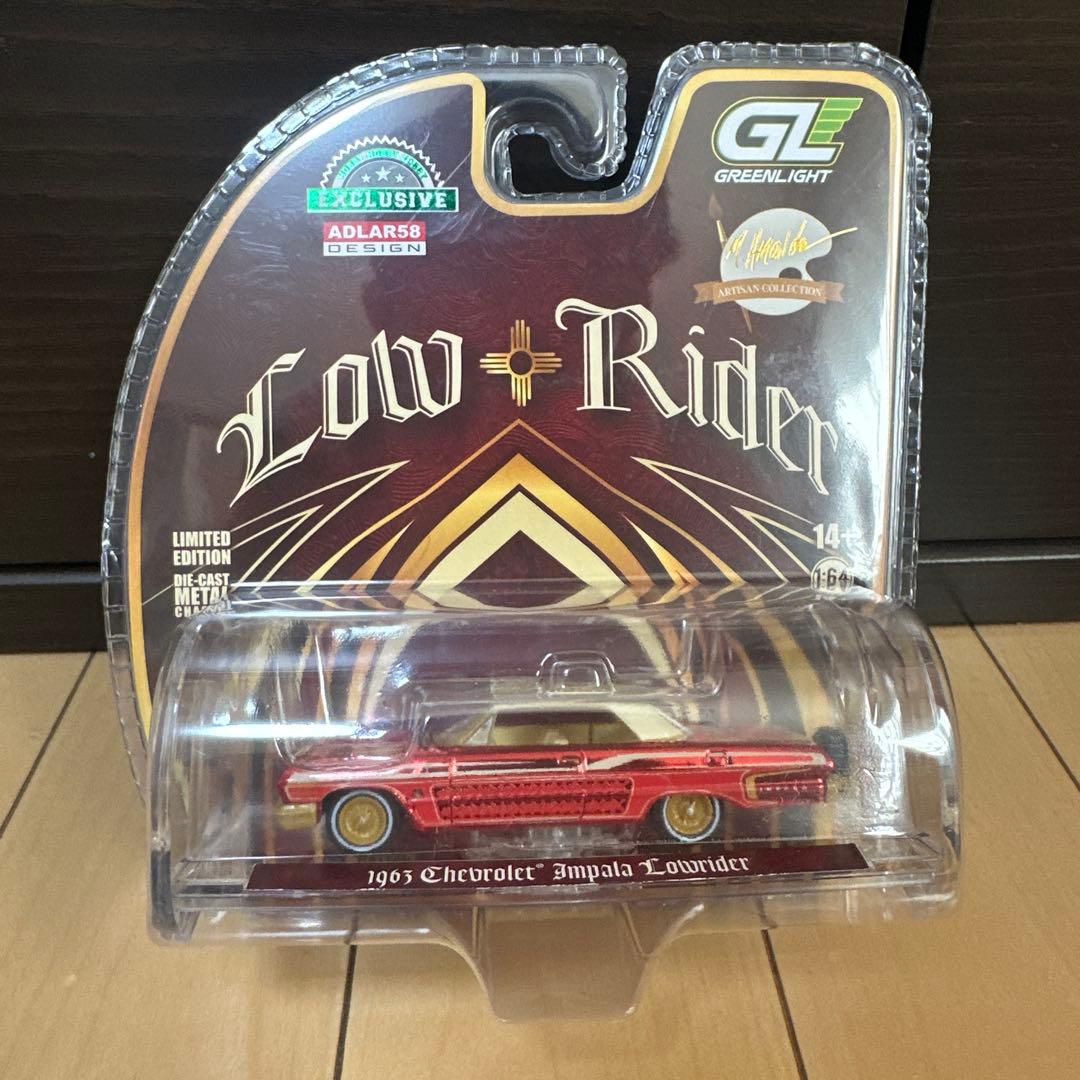 EXCLUSIVE
ADLAR58
DESIGN
GL
GREENLIGHT
ARTISAN COLLECTION
Low Rider
LIMITED
EDITION
DIE-CAST
METAL
14+
1:64
1963 Chevrolet® Impala Lowrider